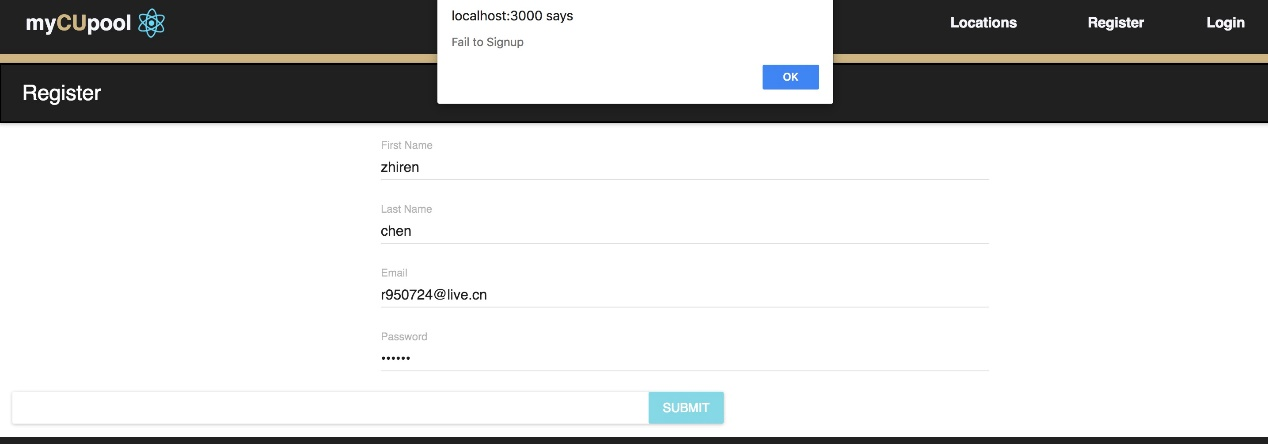 localhost:3000 says
Fail to Signup
OK
myCUpool
Locations
Register
Login
Register
First Name
zhiren
Last Name
chen
Email
r950724@live.cn
Password
••••••
SUBMIT